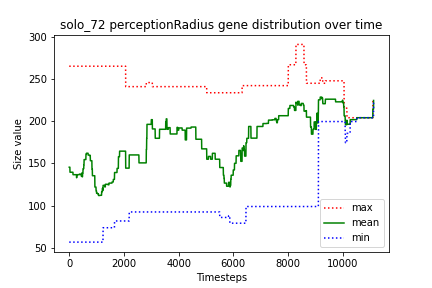 solo_72 perceptionRadius gene distribution over time
300
250
200
150
100
50
Size value
0
2000
4000
6000
8000
10000
Timesteps
max
mean
min